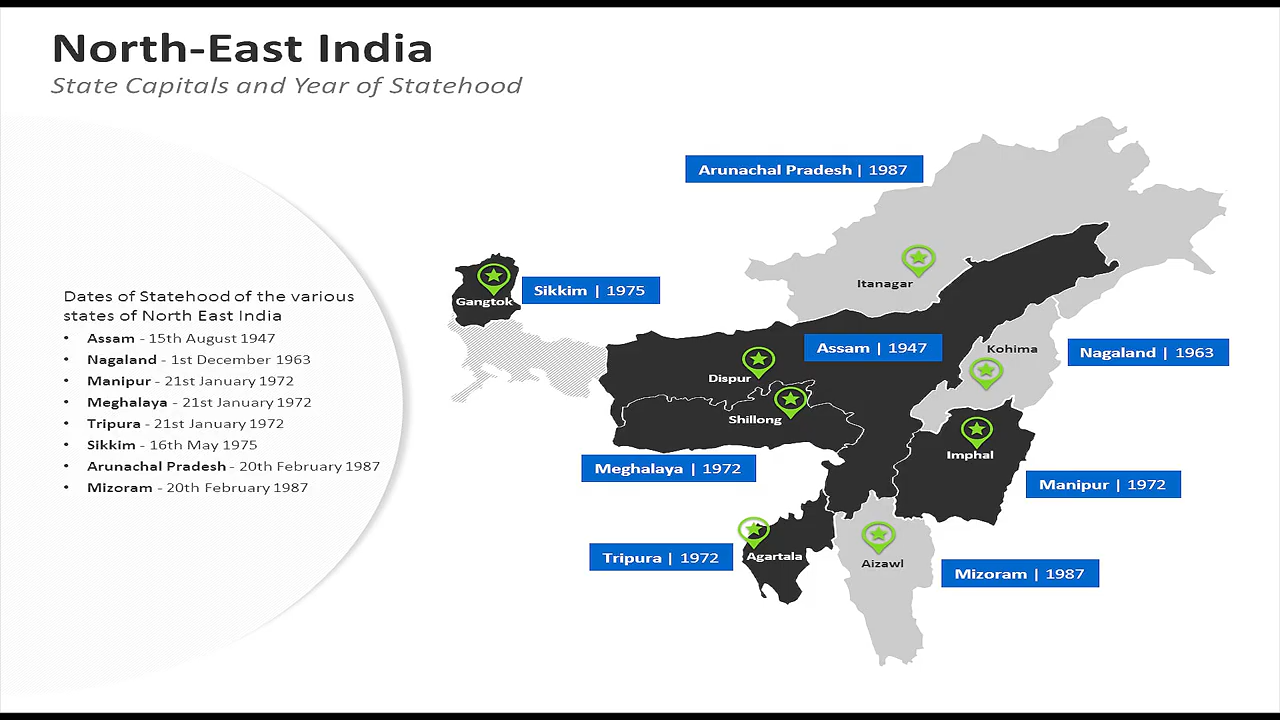 North-East India
State Capitals and Year of Statehood
Arunachal Pradesh | 1987
Itanagar
Sikkim | 1975
Gangtok
Dates of Statehood of the various
states of North East India
• Assam - 15th August 1947
• Nagaland - 1st December 1963
• Manipur - 21st January 1972
• Meghalaya - 21st January 1972
• Tripura - 21st January 1972
• Sikkim - 16th May 1975
• Arunachal Pradesh - 20th February 1987
• Mizoram - 20th February 1987
Assam | 1947
Kohima
Nagaland | 1963
Dispur
Shillong
Imphal
Meghalaya | 1972
Manipur | 1972
Tripura | 1972
Agartala
Aizawl
Mizoram | 1987